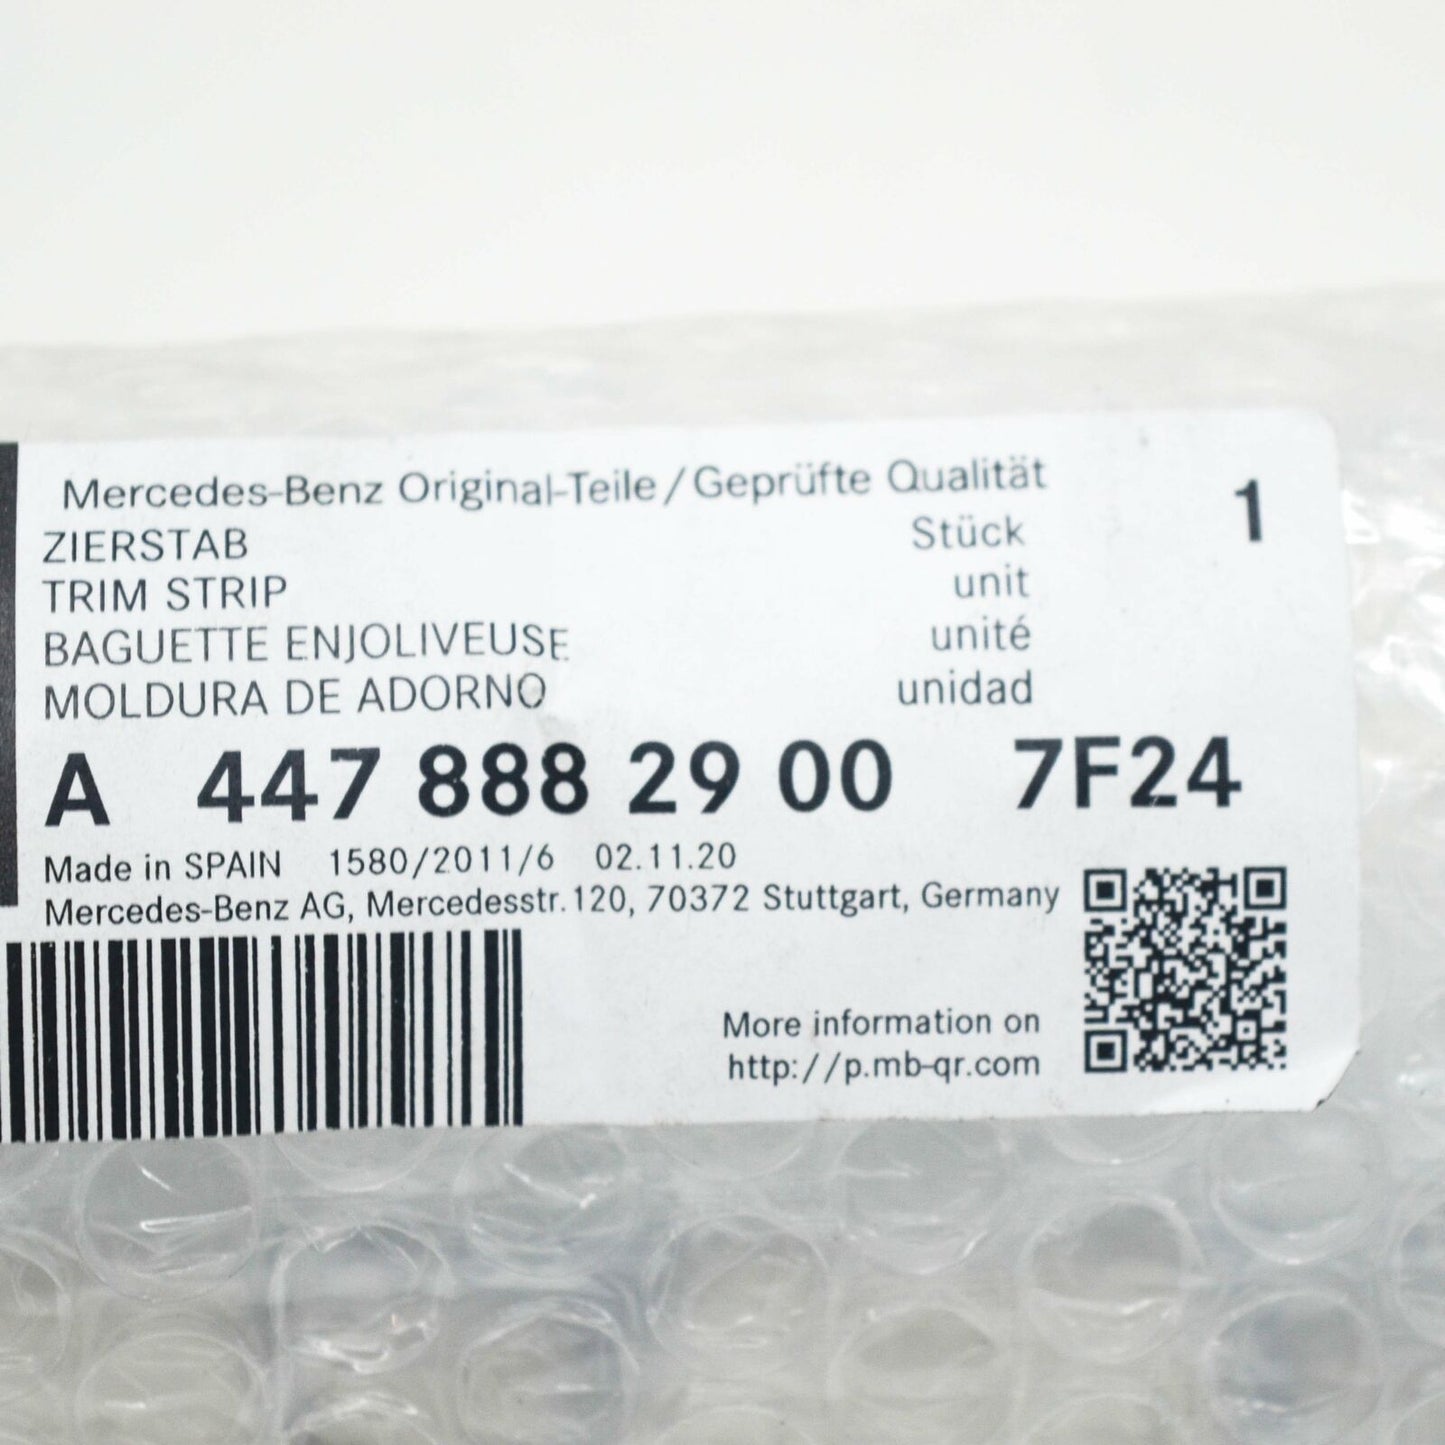 Mercedes-Benz Original-Teile/Geprüfte Qualität
ZIERSTAB Stück 1
TRIM STRIP unit
BAGUETTE ENJOLIVEUSE unité
MOLDURA DE ADORNO unidad
A 447 888 29 00 7F24
Made in SPAIN 1580/2011/6 02.11.20
Mercedes-Benz AG, Mercedesstr.120, 70372 Stuttgart, Germany
More information on
http://p.mb-qr.com